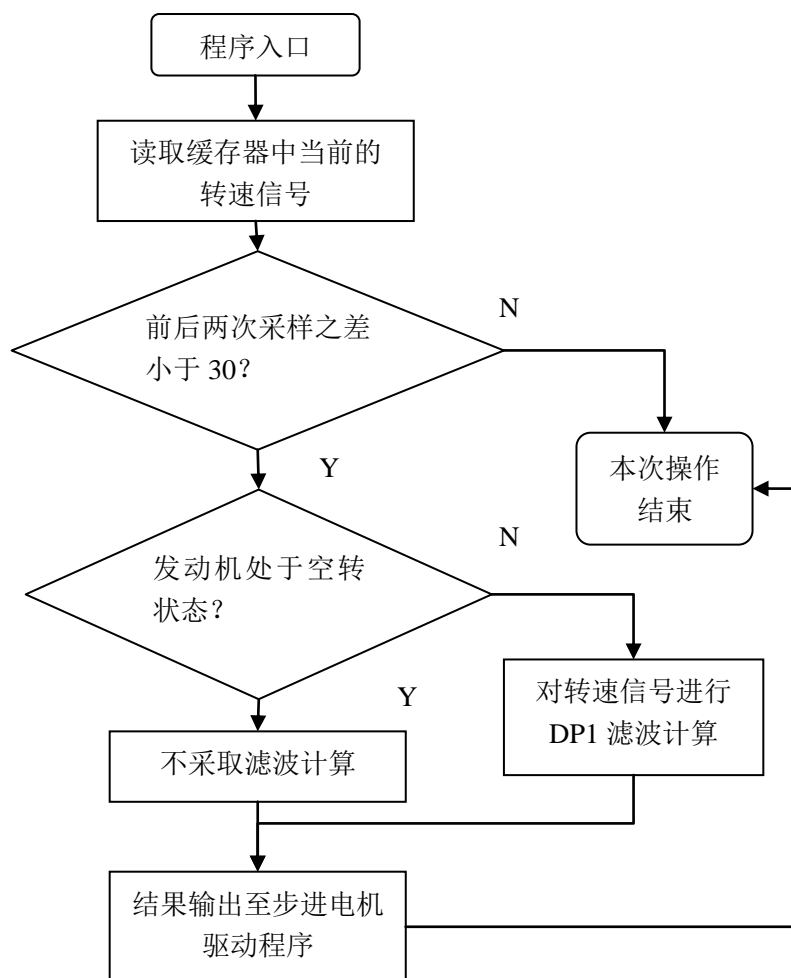 程序入口
读取缓存器中当前的
转速信号
N
前后两次采样之差
小于 30?
Y
本次操作
结束
N
发动机处于空转
状态?
Y
对转速信号进行
DP1 滤波计算
不采取滤波计算
结果输出至步进电机
驱动程序